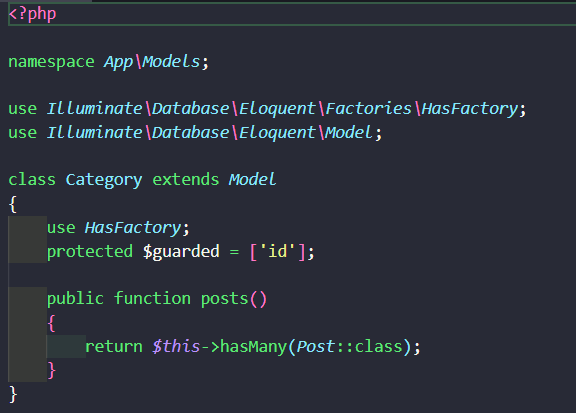 <?php
namespace App\Models;
use Illuminate\Database\Eloquent\Factories\HasFactory;
use Illuminate\Database\Eloquent\Model;
class Category extends Model
{
use HasFactory;
protected $guarded = ['id'];
public function posts()
{
return $this->hasMany(Post::class);
}
}